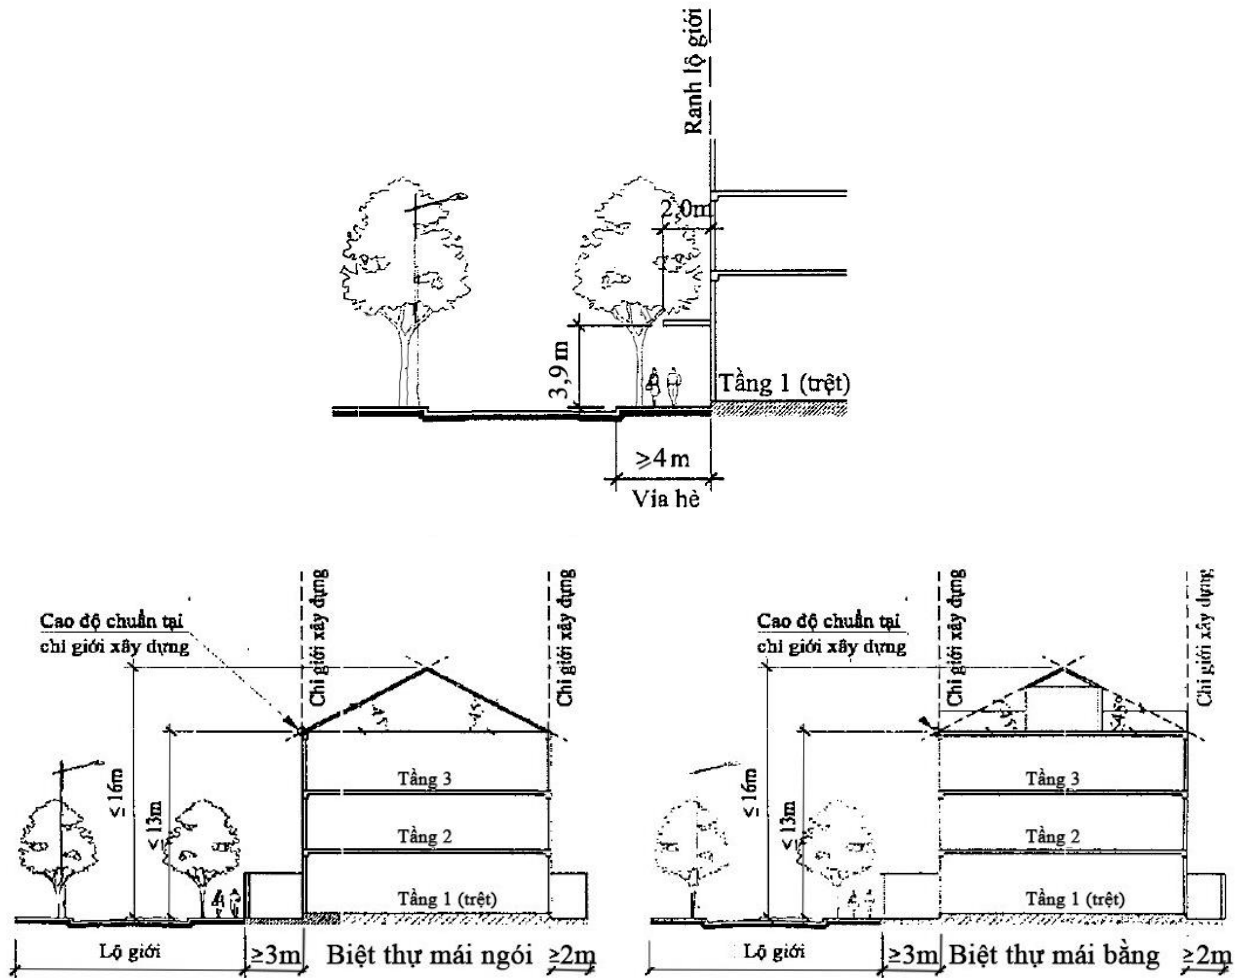 Ranh lộ giới
2,0m
3,9m
Tầng 1 (trệt)
≥4m
Vỉa hè
Cao độ chuẩn tại
chỉ giới xây dựng
Chỉ giới xây dựng
Chỉ giới xây dựng
45°
45°
≤16m
≤13m
Tầng 3
Tầng 2
Tầng 1 (trệt)
Lộ giới
≥3m
Biệt thự mái ngói
≥2m
Cao độ chuẩn tại
chỉ giới xây dựng
Chỉ giới xây dựng
Chỉ giới xây dựng
45°
45°
≤16m
≤13m
Tầng 3
Tầng 2
Tầng 1 (trệt)
Lộ giới
≥3m
Biệt thự mái bằng
≥2m